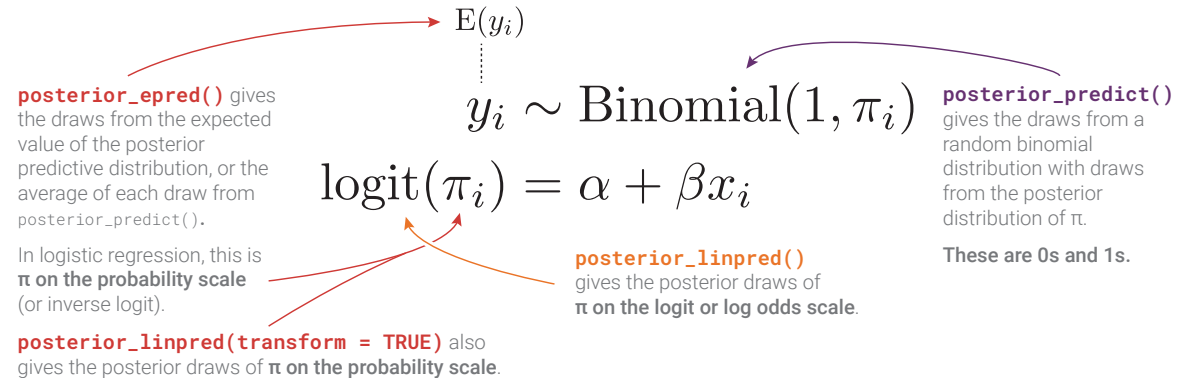 E(yᵢ)
posterior_epred() gives
the draws from the expected
value of the posterior
predictive distribution, or the
average of each draw from
posterior_predict().
In logistic regression, this is
π on the probability scale
(or inverse logit).
yᵢ ∼ Binomial(1, πᵢ)
logit(πᵢ) = α + βxᵢ
posterior_predict()
gives the draws from a
random binomial
distribution with draws
from the posterior
distribution of π.
These are 0s and 1s.
posterior_linpred()
gives the posterior draws of
π on the logit or log odds scale.
posterior_linpred(transform = TRUE) also
gives the posterior draws of π on the probability scale.